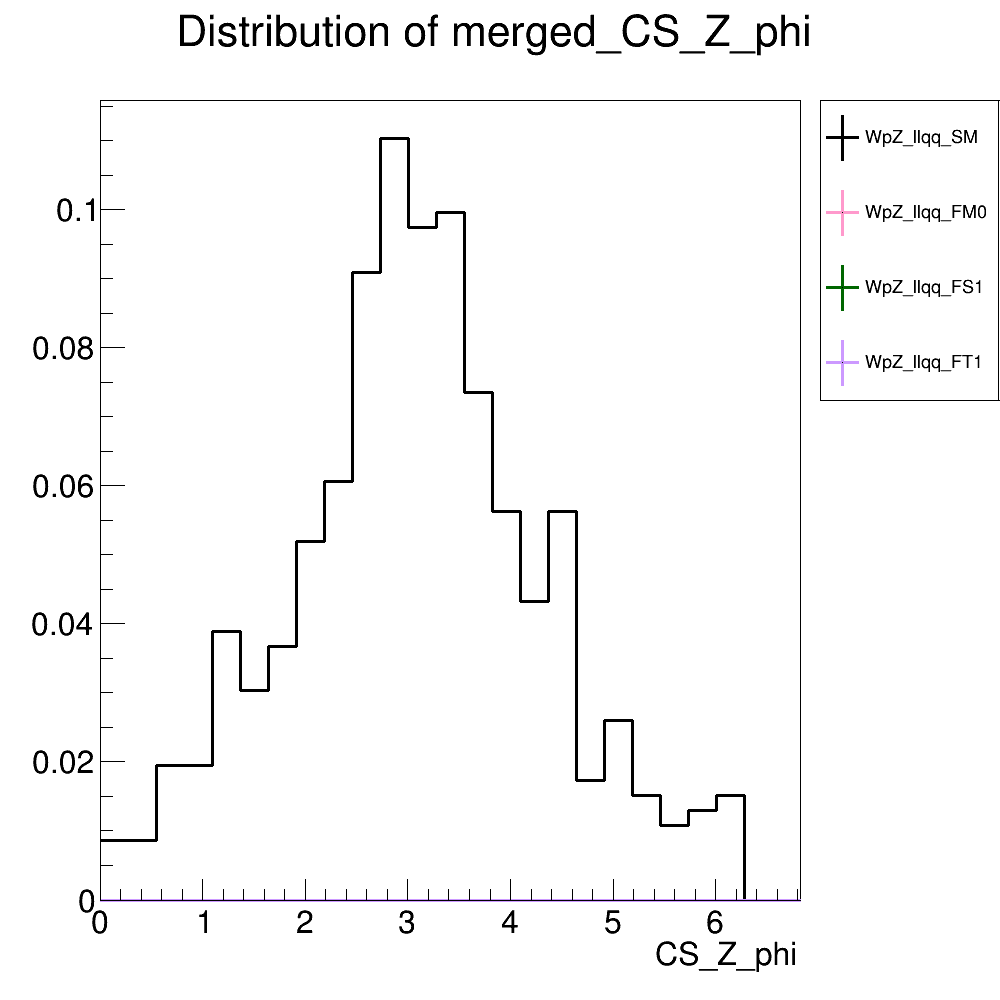 Distribution of merged_CS_Z_phi
0.1
0.08
0.06
0.04
0.02
0
0 1 2 3 4 5 6
CS_Z_phi
WpZ_llqq_SM
WpZ_llqq_FM0
WpZ_llqq_FS1
WpZ_llqq_FT1